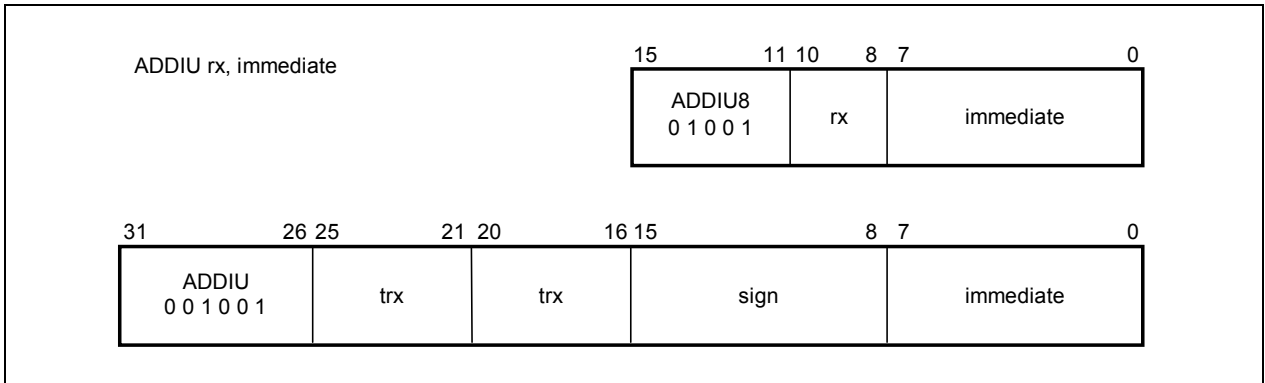 ADDIU rx, immediate
15 11 10 8 7 0
ADDIU8
0 1 0 0 1
rx
immediate
31 26 25 21 20 16 15 8 7 0
ADDIU
0 0 1 0 0 1
trx
trx
sign
immediate